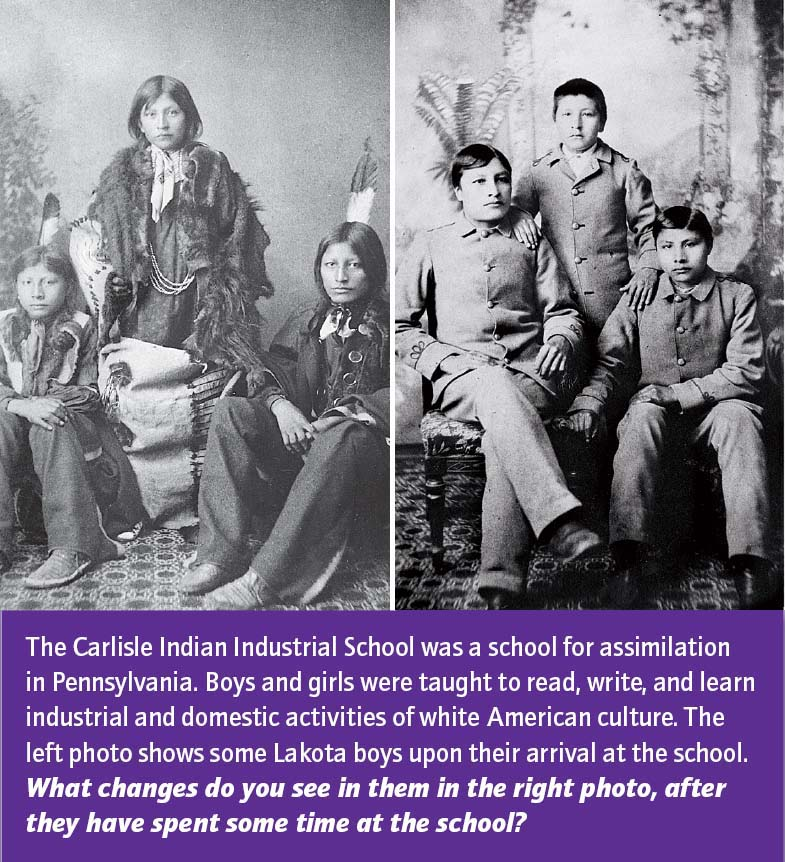 The Carlisle Indian Industrial School was a school for assimilation
in Pennsylvania. Boys and girls were taught to read, write, and learn
industrial and domestic activities of white American culture. The
left photo shows some Lakota boys upon their arrival at the school.
What changes do you see in them in the right photo, after
they have spent some time at the school?